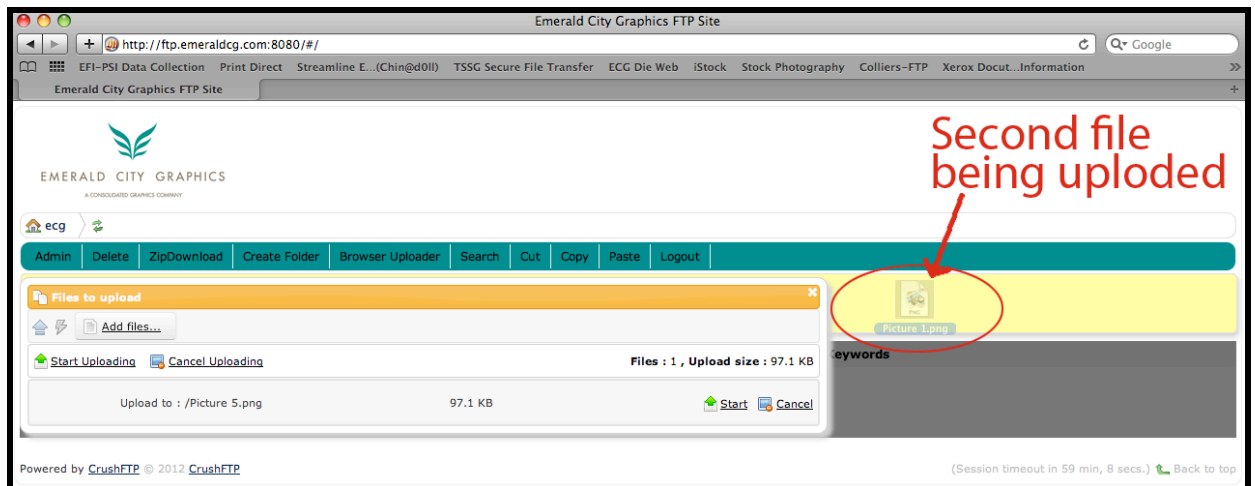 Emerald City Graphics FTP Site
http://ftp.emeraldcg.com:8080/#/
Google
EFI-PSI Data Collection Print Direct Streamline E...(Chin@d0ll) TSSG Secure File Transfer ECG Die Web iStock Stock Photography Colliers-FTP Xerox Docut...Information
Emerald City Graphics FTP Site
Second file
being uploded
EMERALD CITY GRAPHICS
A CONSOLIDATED GRAPHICS COMPANY
ecg
Admin Delete ZipDownload Create Folder Browser Uploader Search Cut Copy Paste Logout
Files to upload
PNG
Picture 1.png
Add files...
Start Uploading Cancel Uploading Files : 1 , Upload size : 97.1 KB
eywords
Upload to : /Picture 5.png 97.1 KB Start Cancel
Powered by CrushFTP © 2012 CrushFTP (Session timeout in 59 min, 8 secs.) Back to top